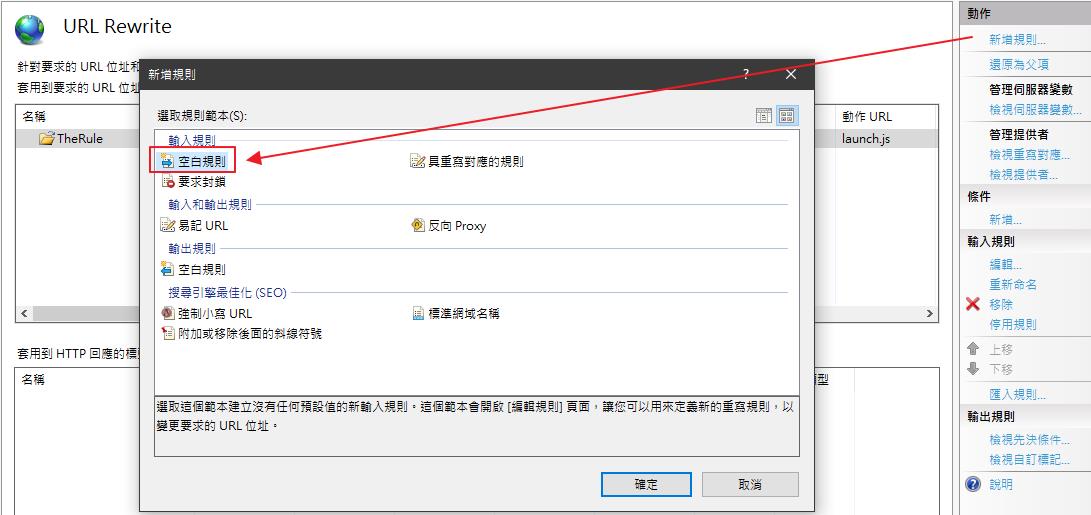 URL Rewrite
針對要求的 URL 位址和
套用到要求的 URL 位址
名稱
動作 URL
TheRule
launch.js
套用到 HTTP 回應的標
名稱
類型
新增規則
?
選取規則範本(S):
輸入規則
空白規則
具重寫對應的規則
要求封鎖
輸入和輸出規則
易記 URL
反向 Proxy
輸出規則
空白規則
搜尋引擎最佳化 (SEO)
強制小寫 URL
標準網域名稱
附加或移除後面的斜線符號
選取這個範本建立沒有任何預設值的新輸入規則。這個範本會開啟 [編輯規則] 頁面，讓您可以用來定義新的重寫規則，以
變更要求的 URL 位址。
確定
取消
動作
新增規則...
還原為父項
管理伺服器變數
檢視伺服器變數...
管理提供者
檢視重寫對應...
檢視提供者...
條件
新增...
輸入規則
編輯...
重新命名
移除
停用規則
上移
下移
匯入規則...
輸出規則
檢視先決條件...
檢視自訂標記...
說明